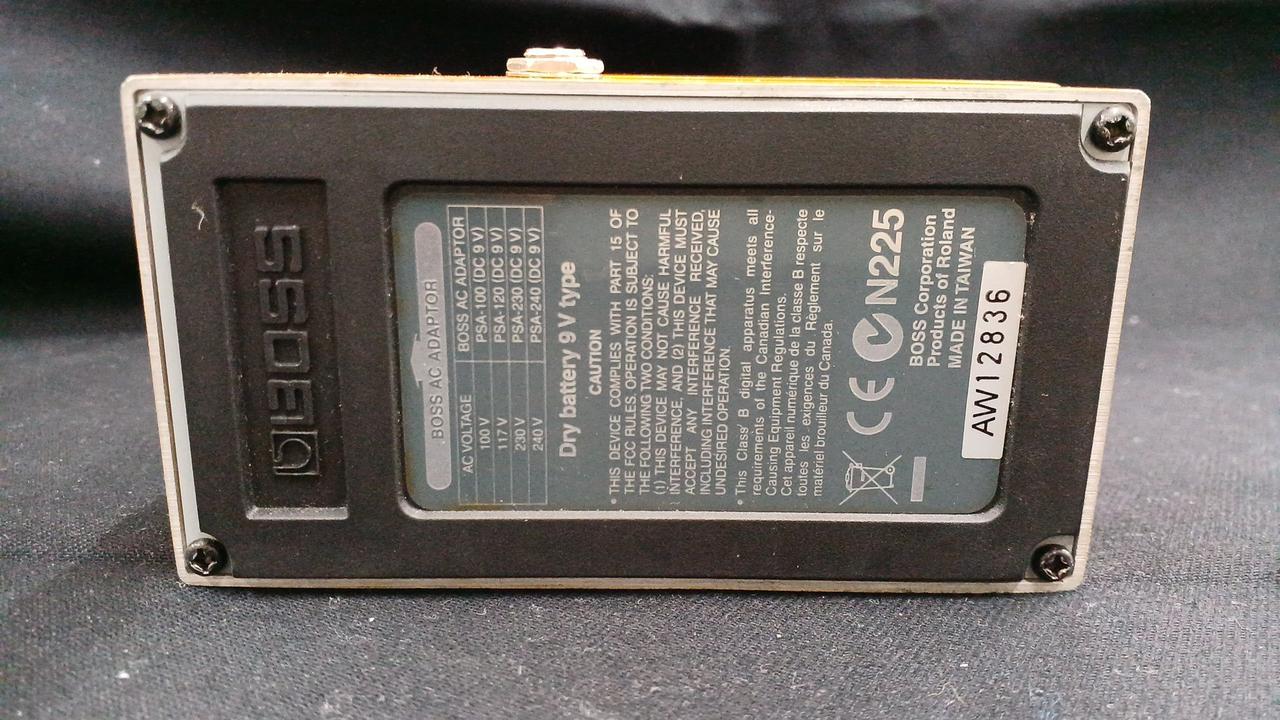 BOSS
BOSS AC ADAPTOR
AC VOLTAGE BOSS AC ADAPTOR
100 V PSA-100 (DC 9 V)
117 V PSA-120 (DC 9 V)
230 V PSA-230 (DC 9 V)
240 V PSA-240 (DC 9 V)
Dry battery 9 V type
CAUTION
• THIS DEVICE COMPLIES WITH PART 15 OF
THE FCC RULES. OPERATION IS SUBJECT TO
THE FOLLOWING TWO CONDITIONS:
(1) THIS DEVICE MAY NOT CAUSE HARMFUL
INTERFERENCE, AND (2) THIS DEVICE MUST
ACCEPT ANY INTERFERENCE RECEIVED,
INCLUDING INTERFERENCE THAT MAY CAUSE
UNDESIRED OPERATION.
• This Class B digital apparatus meets all
requirements of the Canadian Interference-
Causing Equipment Regulations.
Cet appareil numérique de la classe B respecte
toutes les exigences du Règlement sur le
matériel brouilleur du Canada.
CE N225
BOSS Corporation
Products of Roland
MADE IN TAIWAN
AW12836